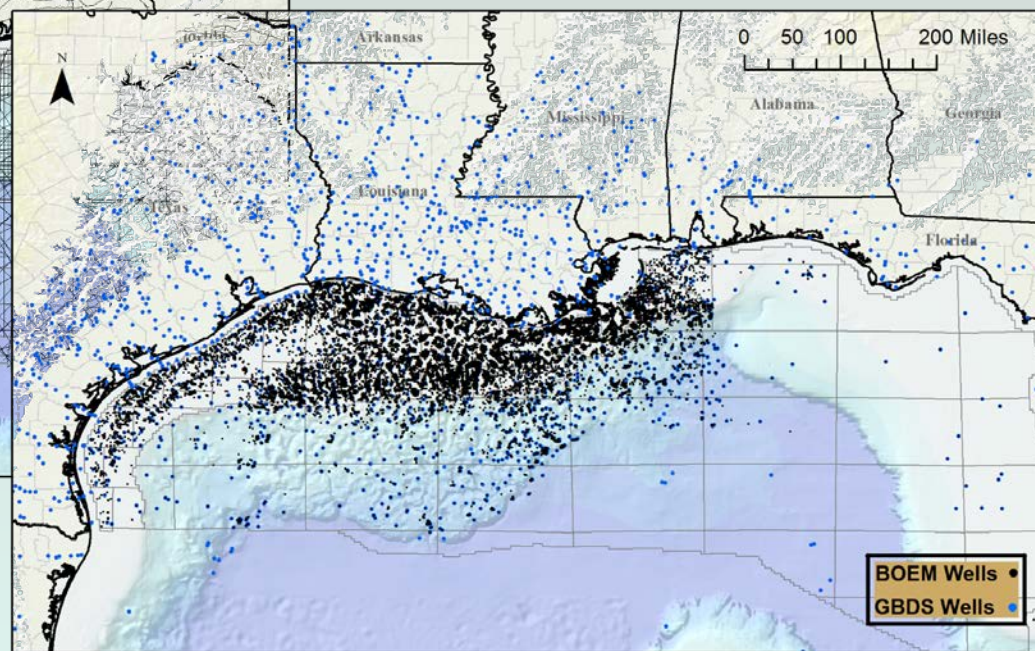 Arkansas
0 50 100 200 Miles
N
Mississippi
Alabama
Georgia
Louisiana
Texas
Florida
BOEM Wells
GBDS Wells